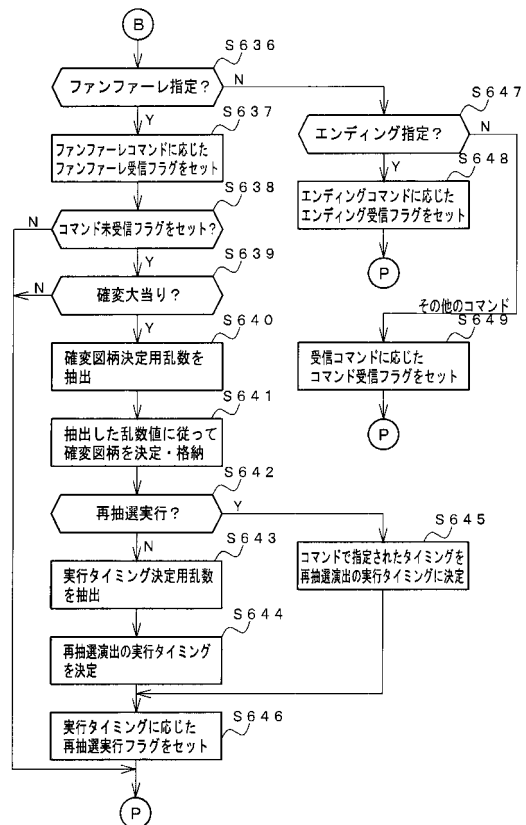 B
S636
ファンファーレ指定?
N
Y
S637
ファンファーレコマンドに応じた
ファンファーレ受信フラグをセット
S638
N
コマンド未受信フラグをセット?
Y
S639
N
確変大当り?
Y
S640
確変図柄決定用乱数を
抽出
S641
抽出した乱数値に従って
確変図柄を決定・格納
S642
再抽選実行?
Y
N
S643
実行タイミング決定用乱数
を抽出
S644
再抽選演出の実行タイミング
を決定
S645
コマンドで指定されたタイミングを
再抽選演出の実行タイミングに決定
S646
実行タイミングに応じた
再抽選実行フラグをセット
P
S647
エンディング指定?
N
Y
S648
エンディングコマンドに応じた
エンディング受信フラグをセット
P
その他のコマンド
S649
受信コマンドに応じた
コマンド受信フラグをセット
P